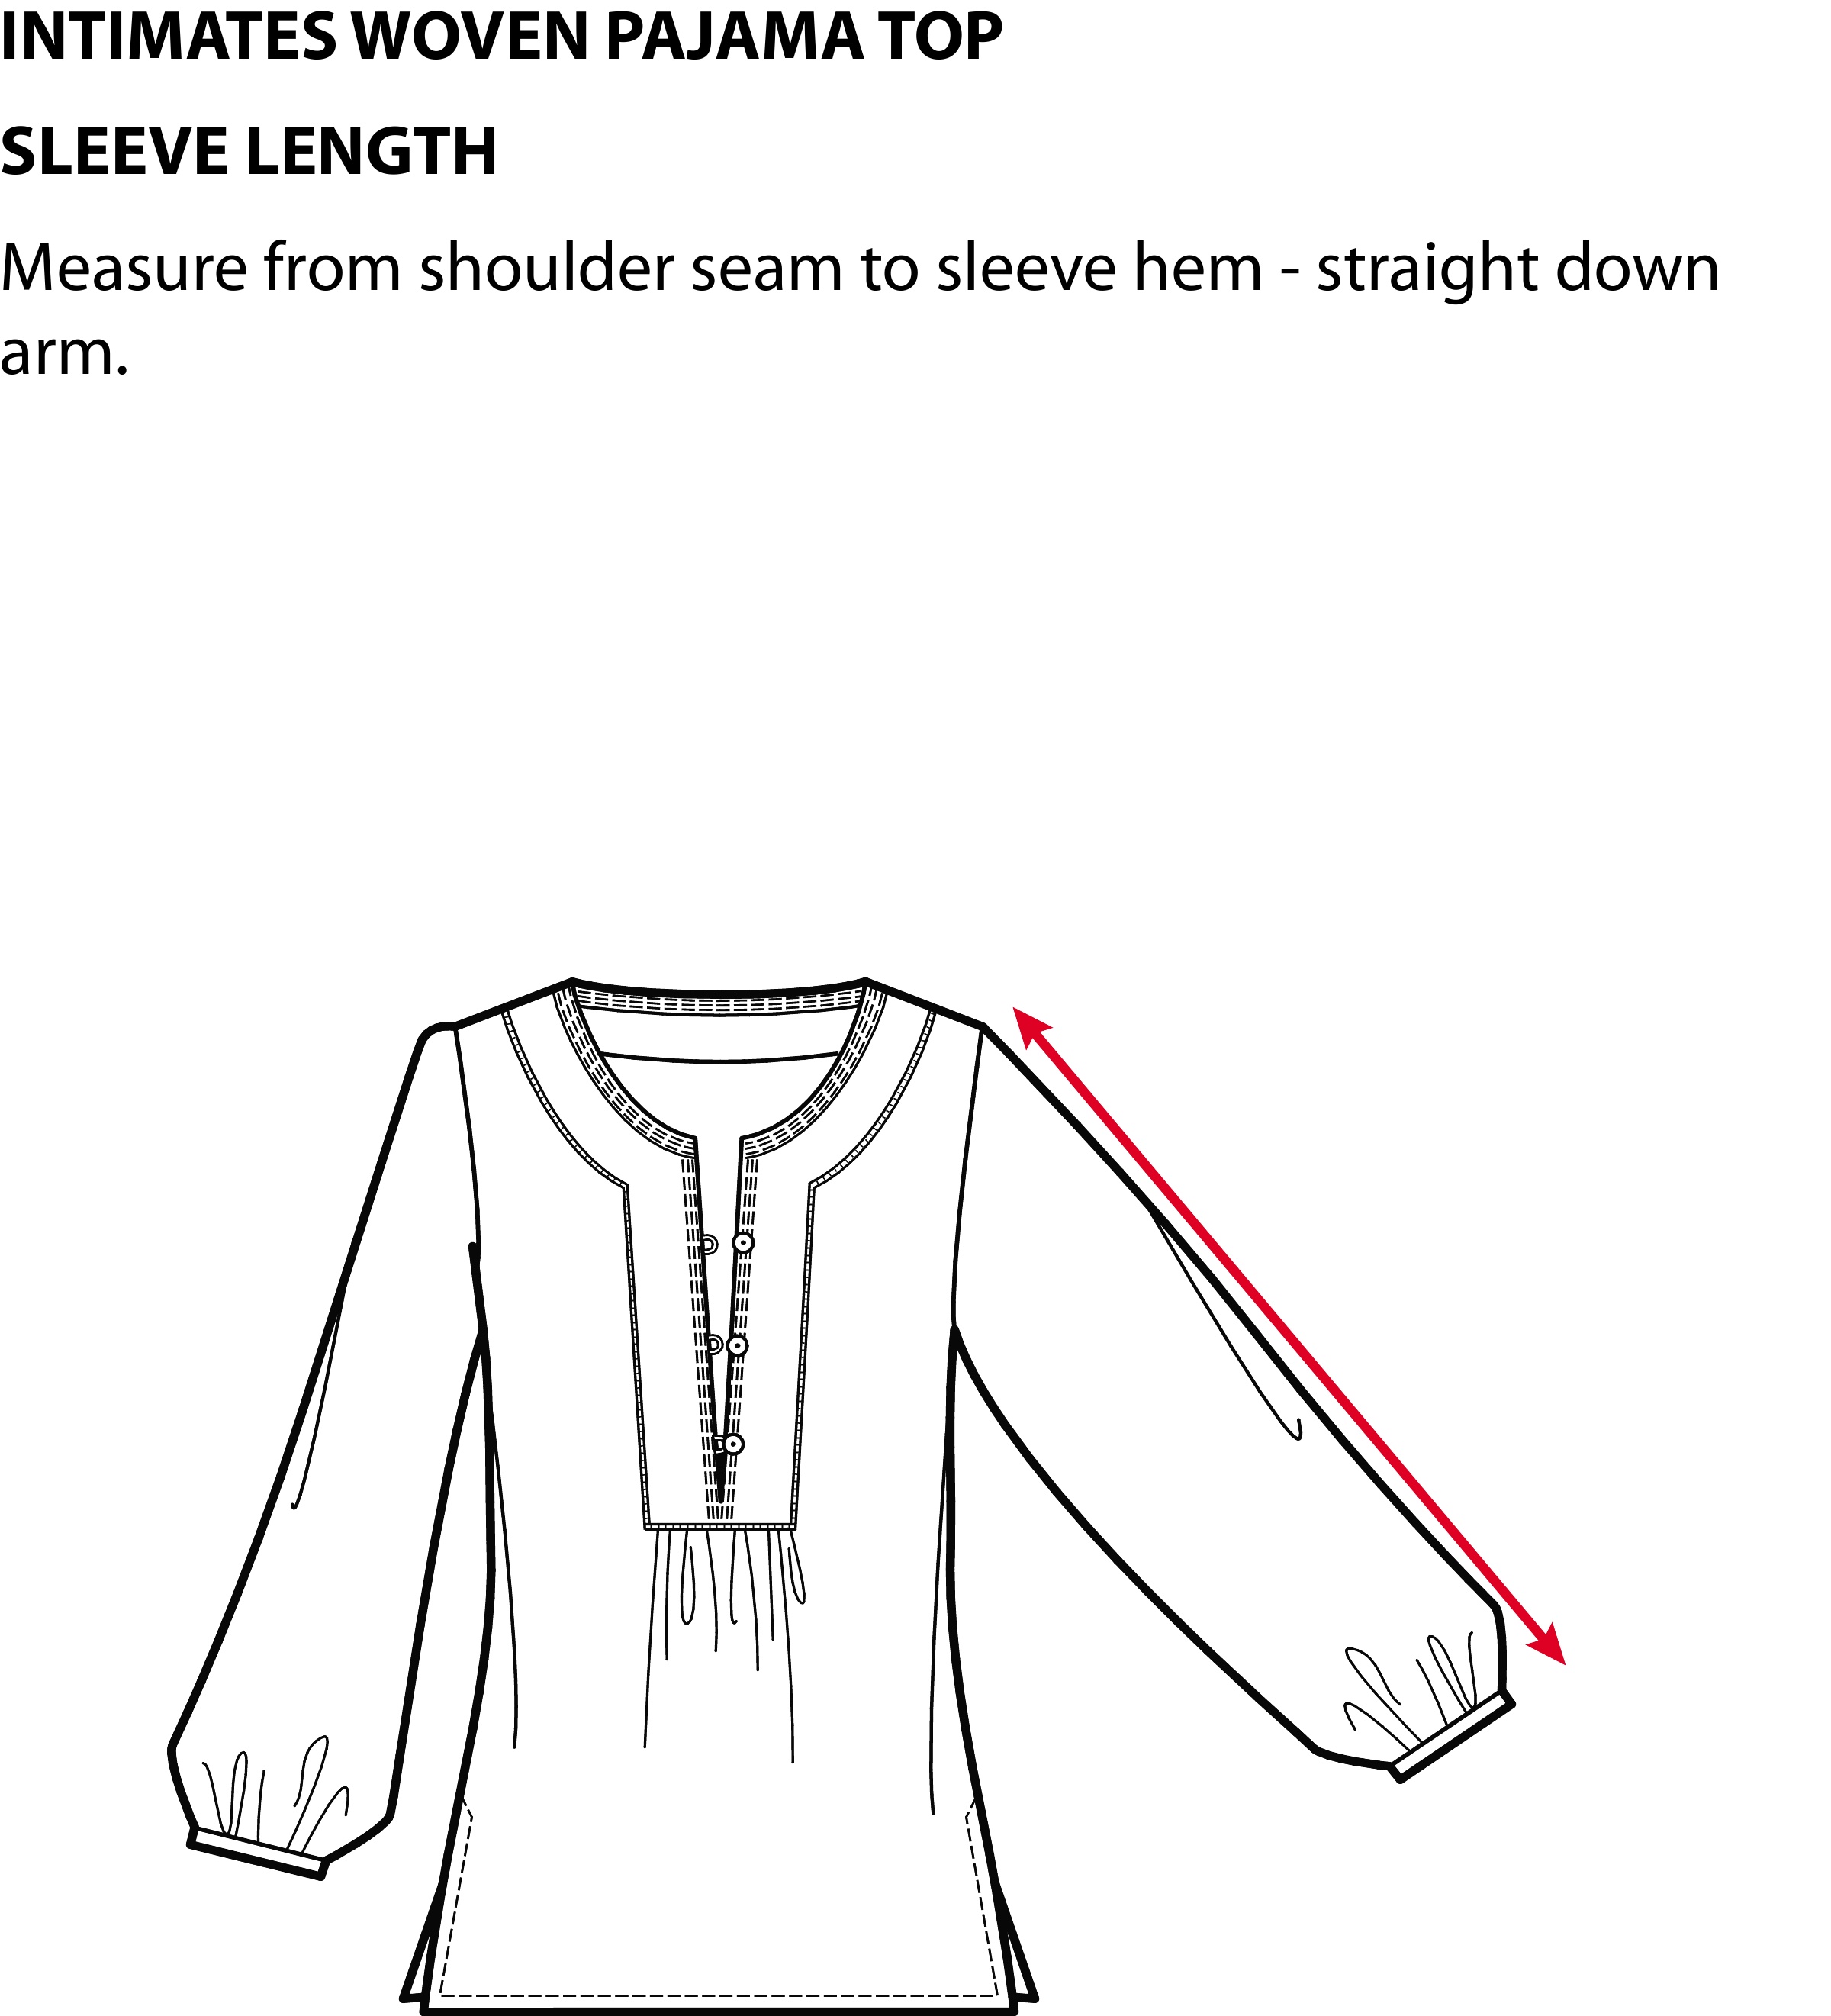 INTIMATES WOVEN PAJAMA TOP
SLEEVE LENGTH
Measure from shoulder seam to sleeve hem - straight down
arm.